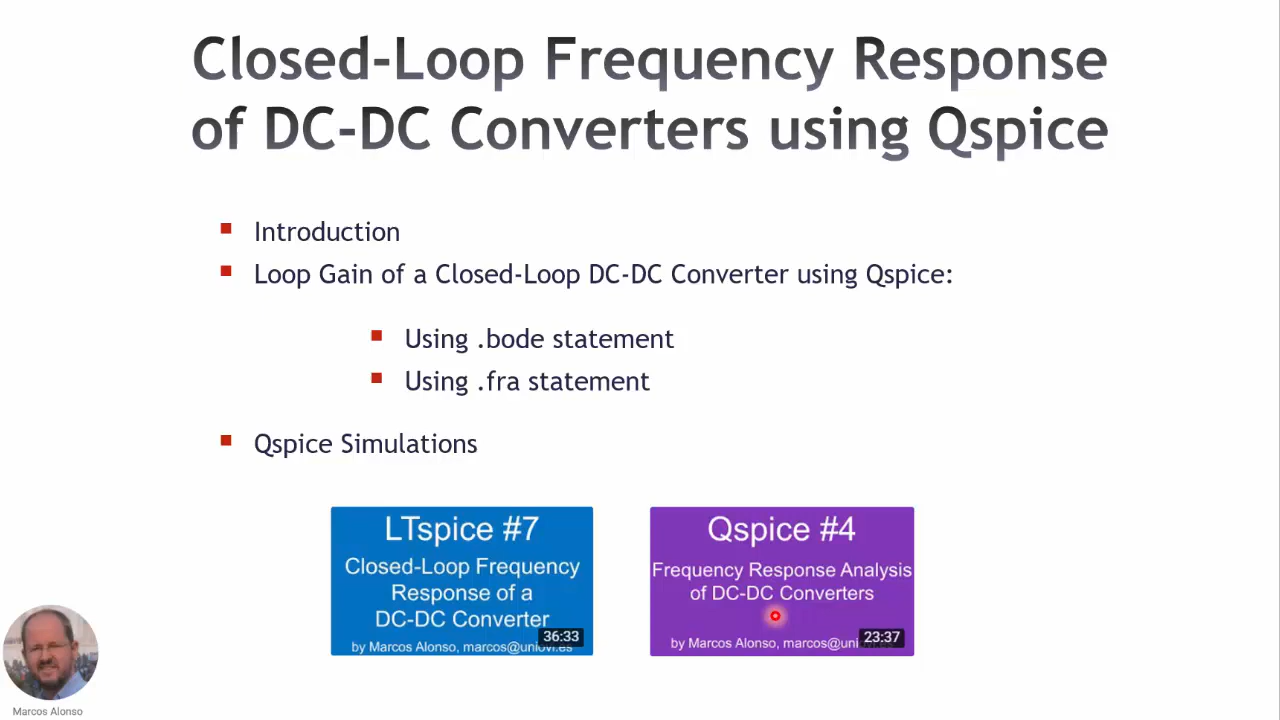 Closed-Loop Frequency Response
of DC-DC Converters using Qspice
Introduction
Loop Gain of a Closed-Loop DC-DC Converter using Qspice:
Using .bode statement
Using .fra statement
Qspice Simulations
LTspice #7
Closed-Loop Frequency
Response of a
DC-DC Converter
36:33
by Marcos Alonso, marcos@uniovi.es
Qspice #4
Frequency Response Analysis
of DC-DC Converters
23:37
by Marcos Alonso, marcos@uni
Marcos Alonso